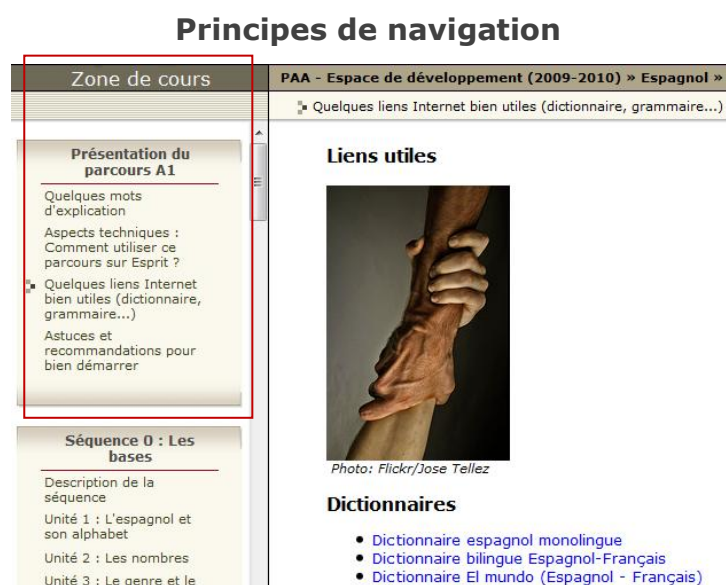 Principes de navigation
Zone de cours
PAA - Espace de développement (2009-2010) » Espagnol »
Quelques liens Internet bien utiles (dictionnaire, grammaire...)
Présentation du
parcours A1
Quelques mots
d'explication
Aspects techniques :
Comment utiliser ce
parcours sur Esprit ?
Quelques liens Internet
bien utiles (dictionnaire,
grammaire...)
Astuces et
recommandations pour
bien démarrer
Séquence 0 : Les
bases
Description de la
séquence
Unité 1 : L'espagnol et
son alphabet
Unité 2 : Les nombres
Unité 3 : Le genre et le
Liens utiles
Photo: Flickr/Jose Tellez
Dictionnaires
Dictionnaire espagnol monolingue
Dictionnaire bilingue Espagnol-Français
Dictionnaire El mundo (Espagnol - Français)